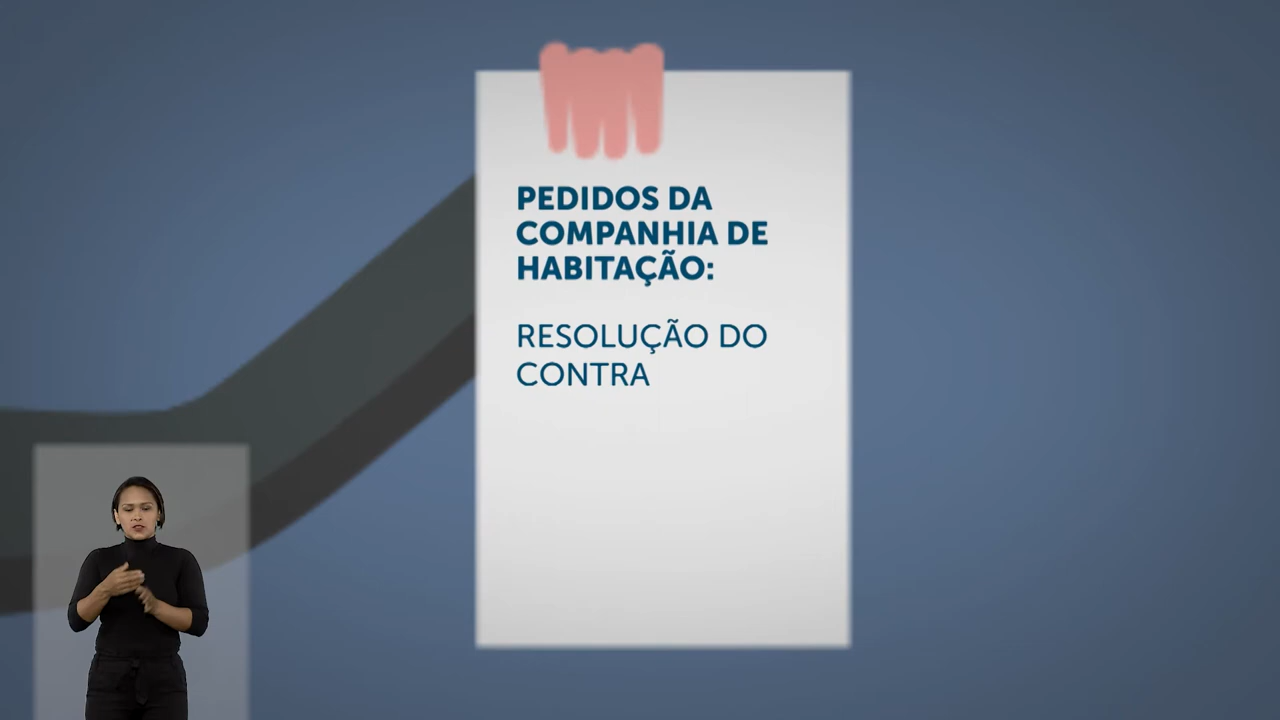 PEDIDOS DA
COMPANHIA DE
HABITAÇÃO:
RESOLUÇÃO DO
CONTRA